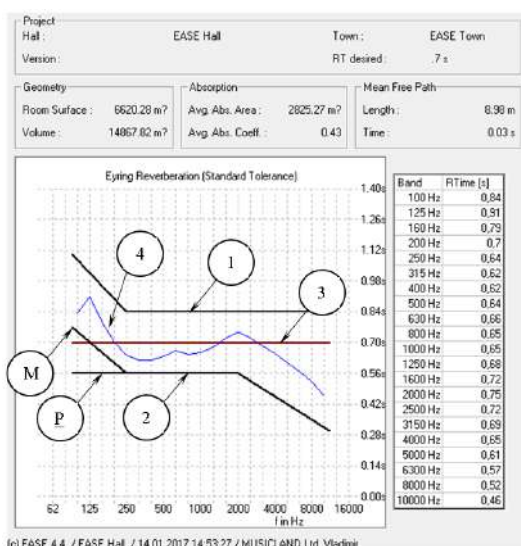 Project
Hall : EASE Hall Town : EASE Town
Version : RT desired : .7 s
Geometry Absorption Mean Free Path
Room Surface : 6620.28 m? Avg. Abs. Area : 2825.27 m? Length : 8.98 m
Volume : 14867.82 m? Avg. Abs. Coeff. : 0.43 Time : 0.03 s
Eyring Reverberation (Standard Tolerance)
1.40s
1.26s
1.12s
0.98s
0.84s
0.70s
0.56s
0.42s
0.28s
0.14s
0.00s
4
1
3
M
P
2
62 125 250 500 1000 2000 4000 8000 16000
f in Hz
Band RTime [s]
100 Hz 0,84
125 Hz 0,91
160 Hz 0,79
200 Hz 0,7
250 Hz 0,64
315 Hz 0,62
400 Hz 0,62
500 Hz 0,64
630 Hz 0,66
800 Hz 0,65
1000 Hz 0,65
1250 Hz 0,68
1600 Hz 0,72
2000 Hz 0,75
2500 Hz 0,72
3150 Hz 0,69
4000 Hz 0,65
5000 Hz 0,61
6300 Hz 0,57
8000 Hz 0,52
10000 Hz 0,46
(c) EASE 4.4 / EASE Hall / 14.01.2017 14:53:27 / MUSICLAND Ltd, Vladimir